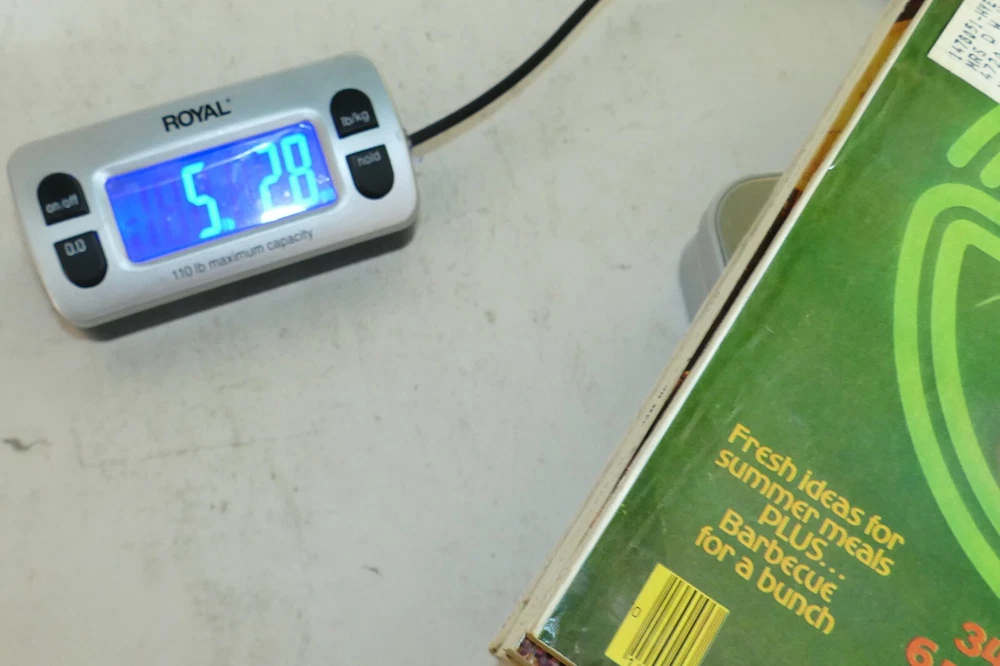 ROYAL
lb/kg
hold
on/off
0.0
5. 28
110 lb maximum capacity
MRS D
Fresh ideas for
summer meals
PLUS...
Barbecue
for a bunch